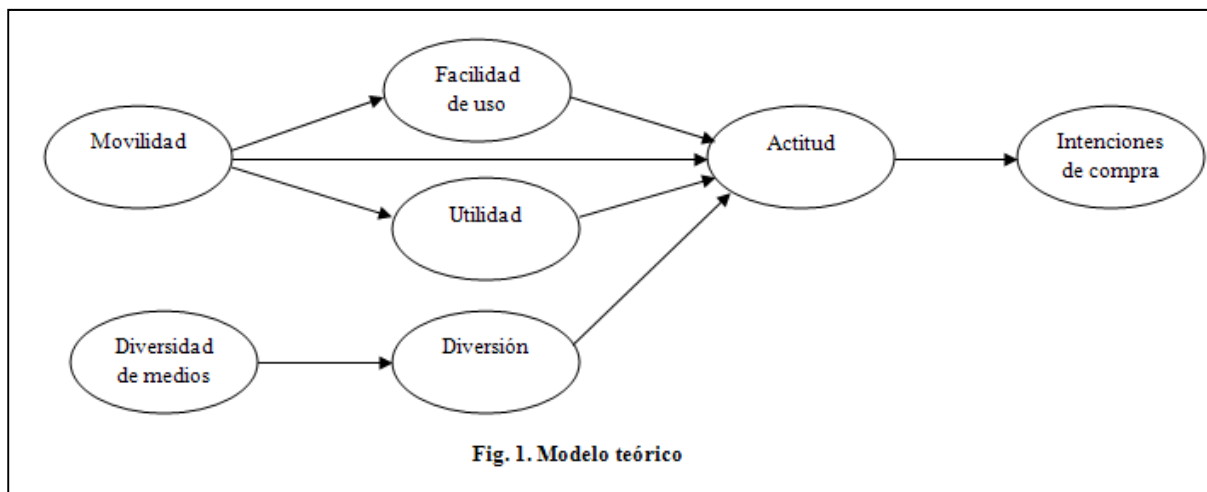 Facilidad
de uso
Movilidad
Actitud
Intenciones
de compra
Utilidad
Diversidad
de medios
Diversión
Fig. 1. Modelo teórico